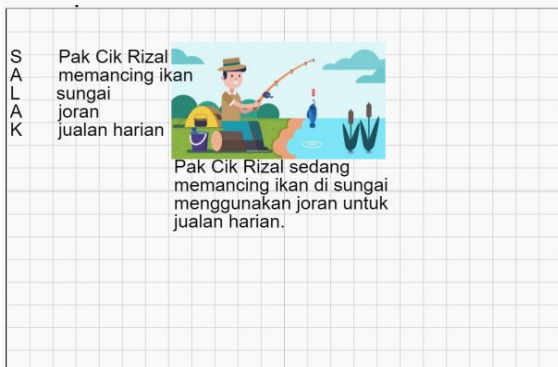 S Pak Cik Rizal
A memancing ikan
L sungai
A joran
K jualan harian
Pak Cik Rizal sedang
memancing ikan di sungai
menggunakan joran untuk
jualan harian.